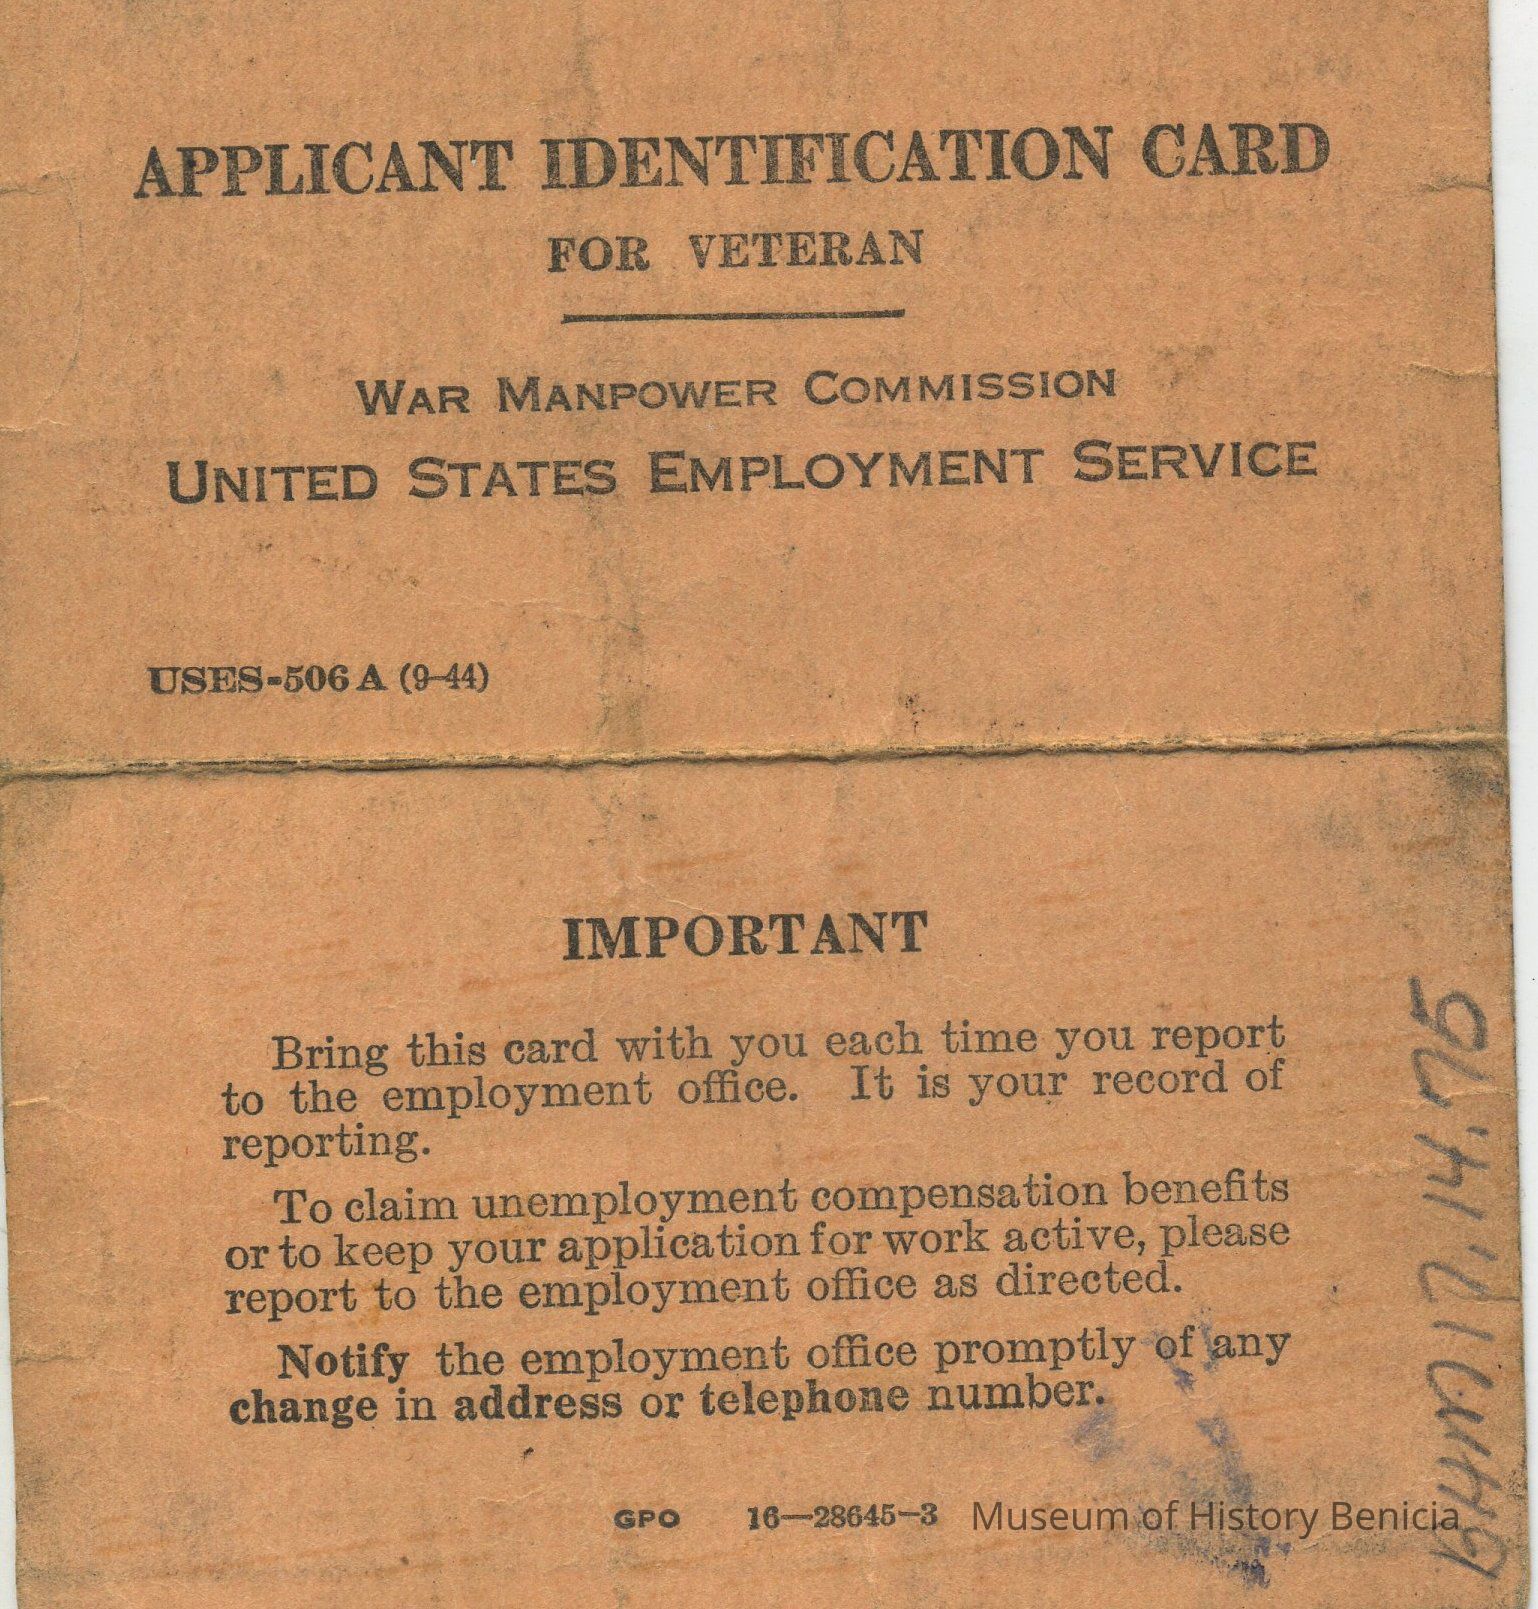 APPLICANT IDENTIFICATION CARD
FOR VETERAN
WAR MANPOWER COMMISSION
UNITED STATES EMPLOYMENT SERVICE
USES-506 A (9-44)
IMPORTANT
Bring this card with you each time you report
to the employment office. It is your record of
reporting.
To claim unemployment compensation benefits
or to keep your application for work active, please
report to the employment office as directed.
Notify the employment office promptly of any
change in address or telephone number.
GPO 16—28645-3
Museum of History Benicia